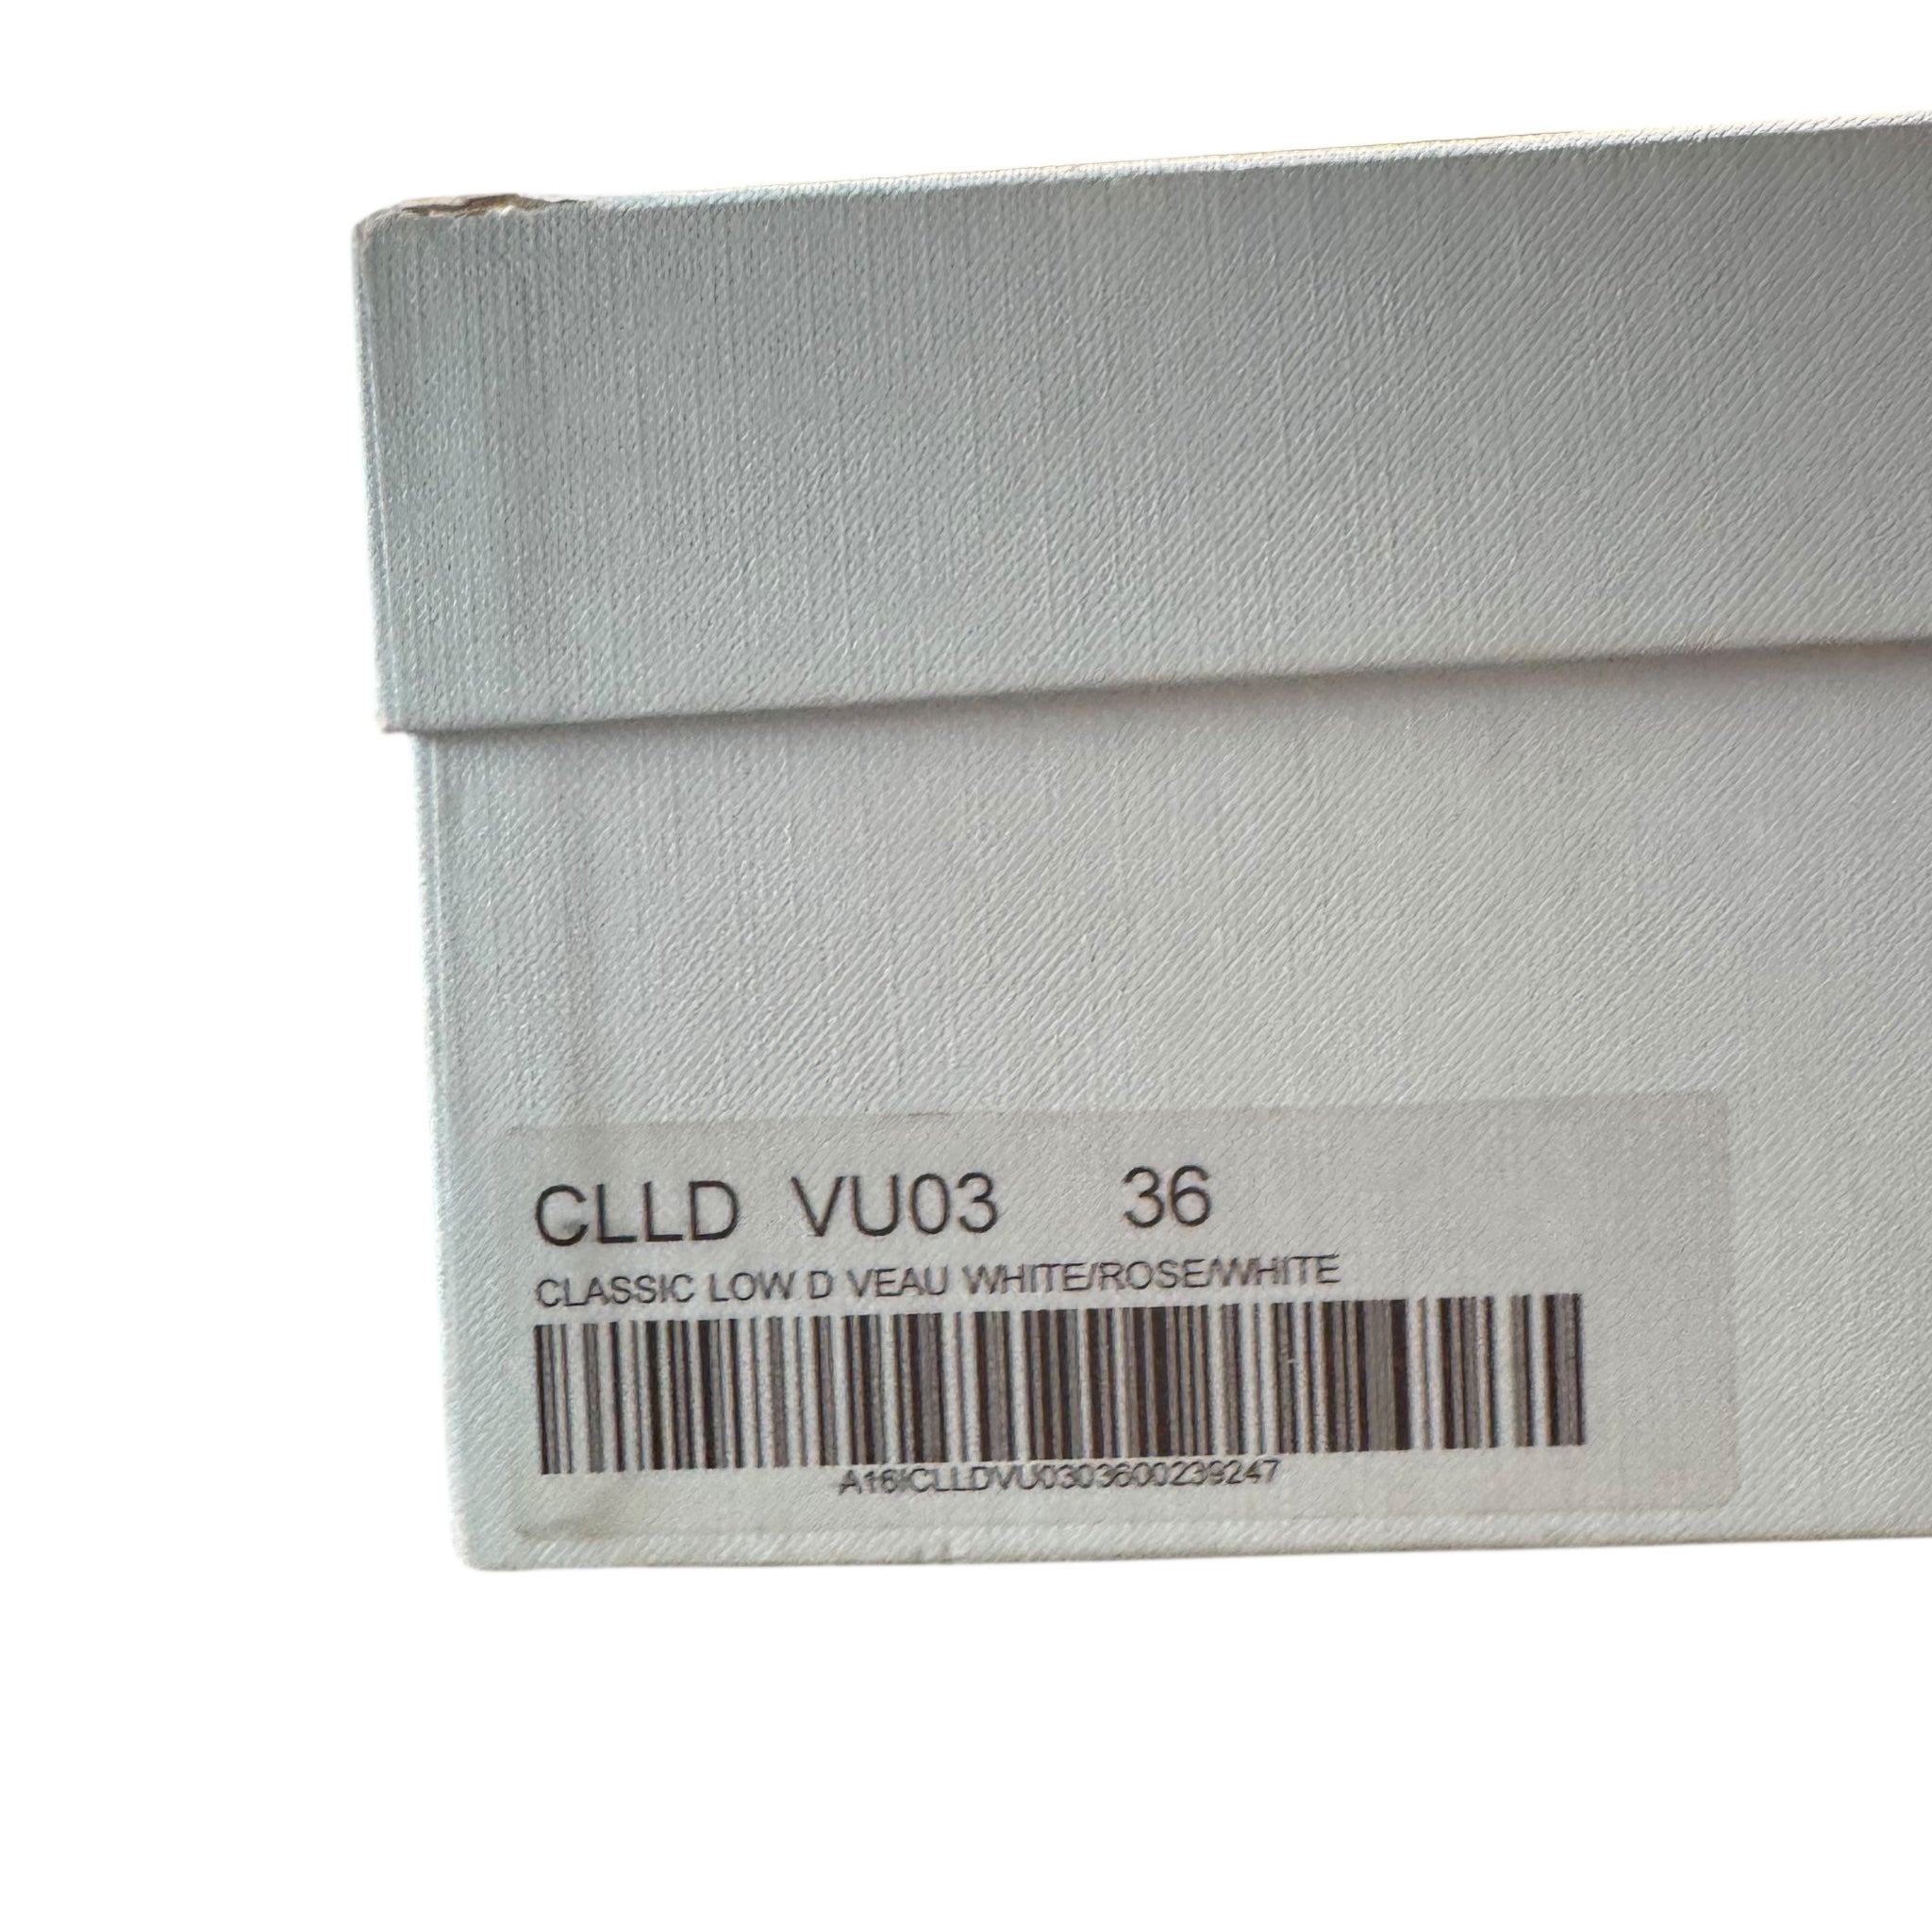 CLLD VU03 36
CLASSIC LOW D VEAU WHITE/ROSE/WHITE
A16ICLLDVU0303600239247